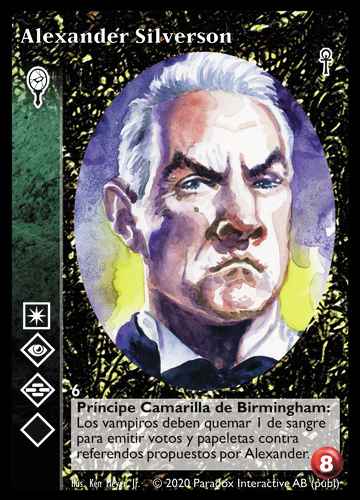 Alexander Silverson
6
Príncipe Camarilla de Birmingham:
Los vampiros deben quemar 1 de sangre
para emitir votos y papeletas contra
referendos propuestos por Alexander.
8
Ilus. Ken Meyer Jr. © 2020 Paradox Interactive AB (publ)